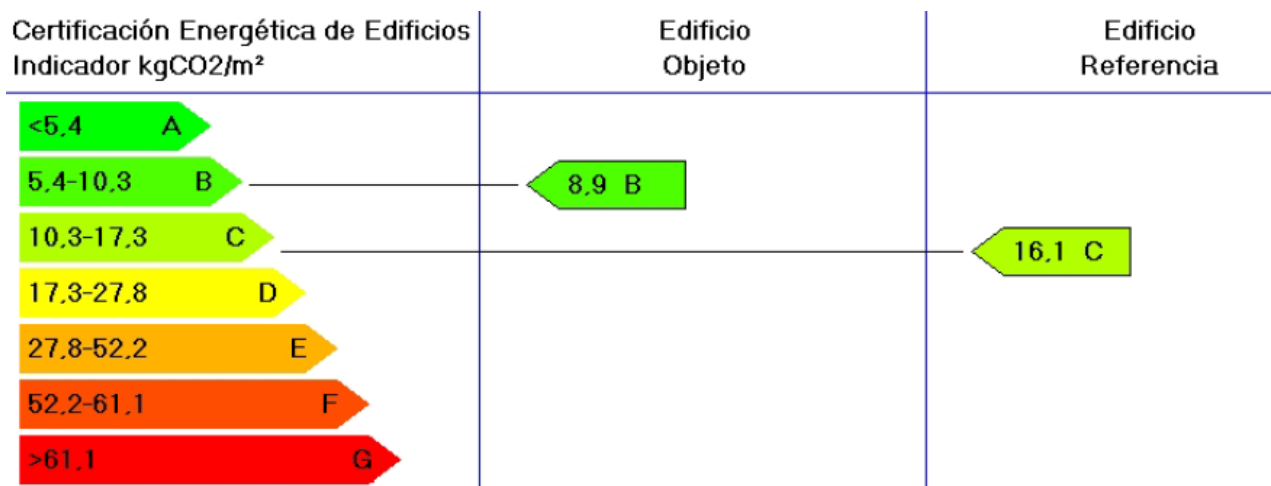 Certificación Energética de Edificios
Indicador kgCO2/m²
Edificio
Objeto
Edificio
Referencia
<5,4 A
5,4-10,3 B
8,9 B
10,3-17,3 C
16,1 C
17,3-27,8 D
27,8-52,2 E
52,2-61,1 F
>61,1 G